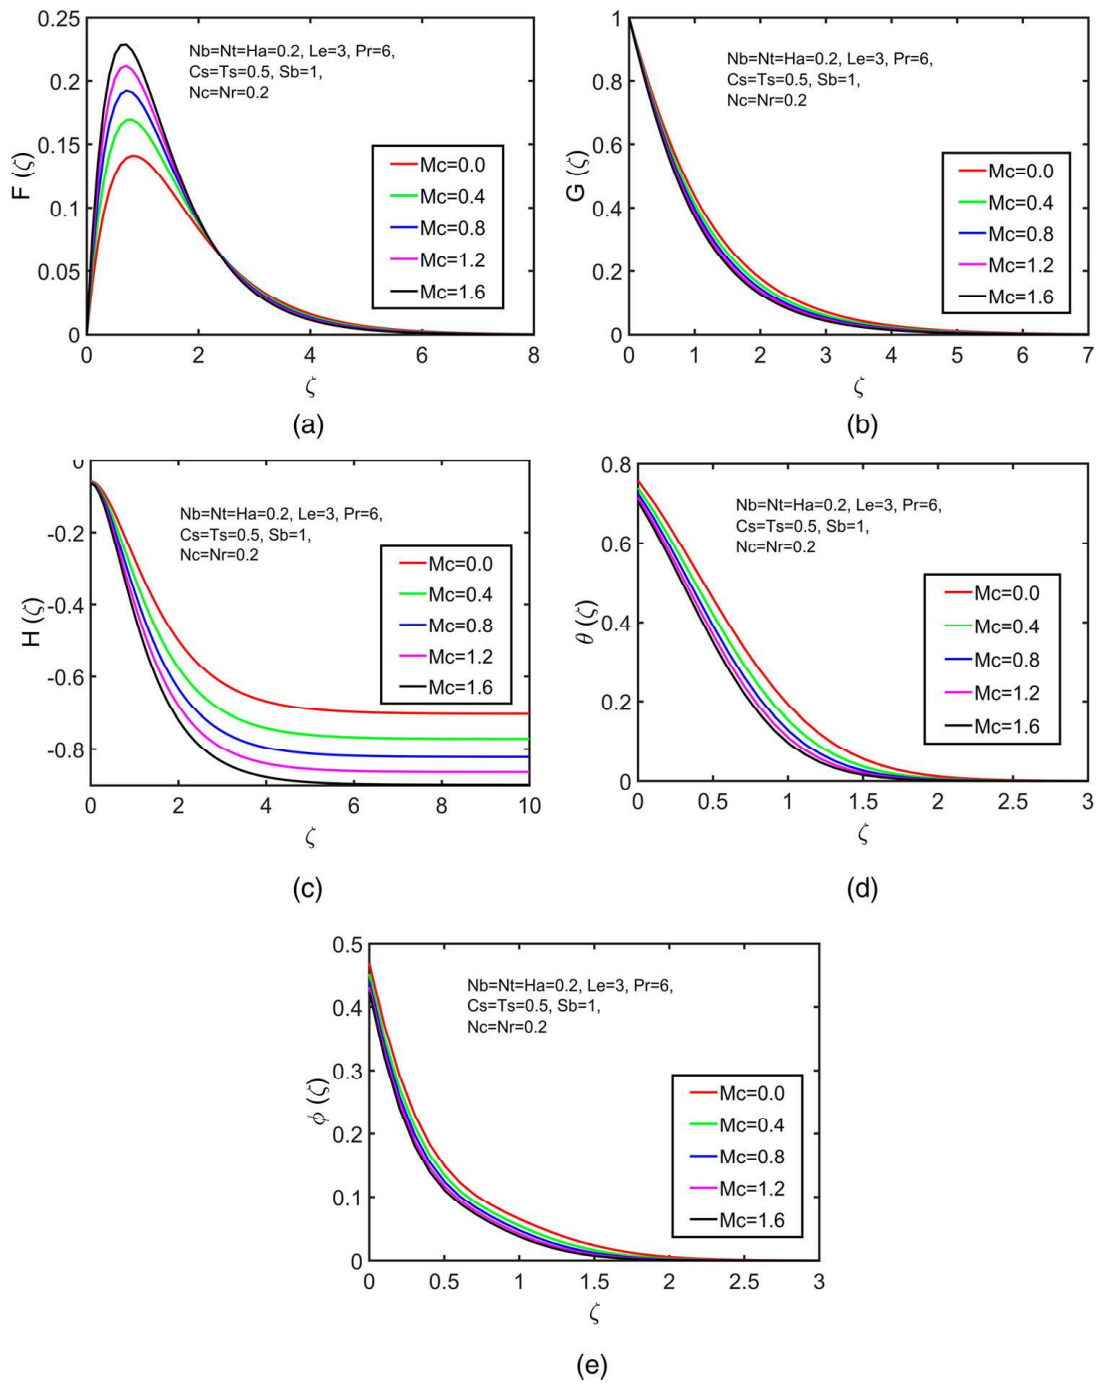 0.25
0.2
0.15
0.1
0.05
0
F (ζ)
Nb=Nt=Ha=0.2, Le=3, Pr=6,
Cs=Ts=0.5, Sb=1,
Nc=Nr=0.2
Mc=0.0
Mc=0.4
Mc=0.8
Mc=1.2
Mc=1.6
0 2 4 6 8
ζ
(a)
1
0.8
0.6
0.4
0.2
0
G (ζ)
Nb=Nt=Ha=0.2, Le=3, Pr=6,
Cs=Ts=0.5, Sb=1,
Nc=Nr=0.2
Mc=0.0
Mc=0.4
Mc=0.8
Mc=1.2
Mc=1.6
0 1 2 3 4 5 6 7
ζ
(b)
0
-0.2
-0.4
-0.6
-0.8
H (ζ)
Nb=Nt=Ha=0.2, Le=3, Pr=6,
Cs=Ts=0.5, Sb=1,
Nc=Nr=0.2
Mc=0.0
Mc=0.4
Mc=0.8
Mc=1.2
Mc=1.6
0 2 4 6 8 10
ζ
(c)
0.8
0.6
0.4
0.2
0
θ (ζ)
Nb=Nt=Ha=0.2, Le=3, Pr=6,
Cs=Ts=0.5, Sb=1,
Nc=Nr=0.2
Mc=0.0
Mc=0.4
Mc=0.8
Mc=1.2
Mc=1.6
0 0.5 1 1.5 2 2.5 3
ζ
(d)
0.5
0.4
0.3
0.2
0.1
0
ϕ (ζ)
Nb=Nt=Ha=0.2, Le=3, Pr=6,
Cs=Ts=0.5, Sb=1,
Nc=Nr=0.2
Mc=0.0
Mc=0.4
Mc=0.8
Mc=1.2
Mc=1.6
0 0.5 1 1.5 2 2.5 3
ζ
(e)